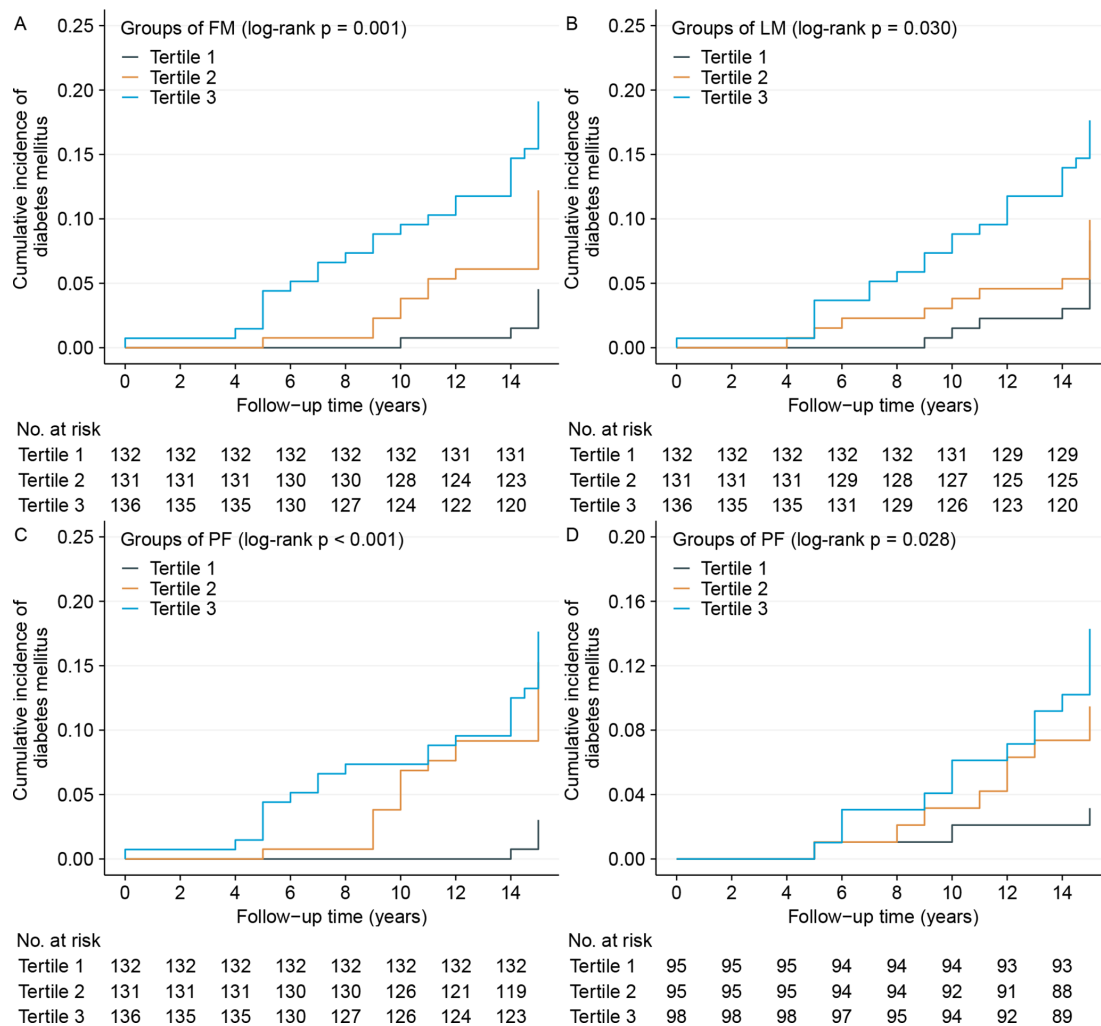 A
Groups of FM (log-rank p = 0.001)
Tertile 1
Tertile 2
Tertile 3
Cumulative incidence of
diabetes mellitus
0.25
0.20
0.15
0.10
0.05
0.00
0 2 4 6 8 10 12 14
Follow−up time (years)
No. at risk
Tertile 1 132 132 132 132 132 132 131 131
Tertile 2 131 131 131 130 130 128 124 123
Tertile 3 136 135 135 130 127 124 122 120
B
Groups of LM (log-rank p = 0.030)
Tertile 1
Tertile 2
Tertile 3
Cumulative incidence of
diabetes mellitus
0.25
0.20
0.15
0.10
0.05
0.00
0 2 4 6 8 10 12 14
Follow−up time (years)
No. at risk
Tertile 1 132 132 132 132 132 131 129 129
Tertile 2 131 131 131 129 128 127 125 125
Tertile 3 136 135 135 131 129 126 123 120
C
Groups of PF (log-rank p < 0.001)
Tertile 1
Tertile 2
Tertile 3
Cumulative incidence of
diabetes mellitus
0.25
0.20
0.15
0.10
0.05
0.00
0 2 4 6 8 10 12 14
Follow−up time (years)
No. at risk
Tertile 1 132 132 132 132 132 132 132 132
Tertile 2 131 131 131 130 130 126 121 119
Tertile 3 136 135 135 130 127 126 124 123
D
Groups of PF (log-rank p = 0.028)
Tertile 1
Tertile 2
Tertile 3
Cumulative incidence of
diabetes mellitus
0.20
0.16
0.12
0.08
0.04
0.00
0 2 4 6 8 10 12 14
Follow−up time (years)
No. at risk
Tertile 1 95 95 95 94 94 94 93 93
Tertile 2 95 95 95 94 94 92 91 88
Tertile 3 98 98 98 97 95 94 92 89